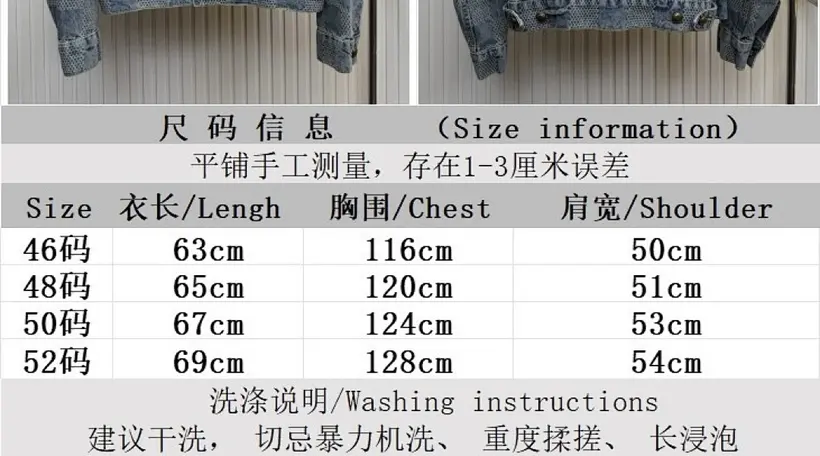 尺码信息 （Size information）
平铺手工测量，存在1-3厘米误差
Size 衣长/Lengh 胸围/Chest 肩宽/Shoulder
46码 63cm 116cm 50cm
48码 65cm 120cm 51cm
50码 67cm 124cm 53cm
52码 69cm 128cm 54cm
洗涤说明/Washing instructions
建议干洗， 切忌暴力机洗、 重度揉搓、 长浸泡